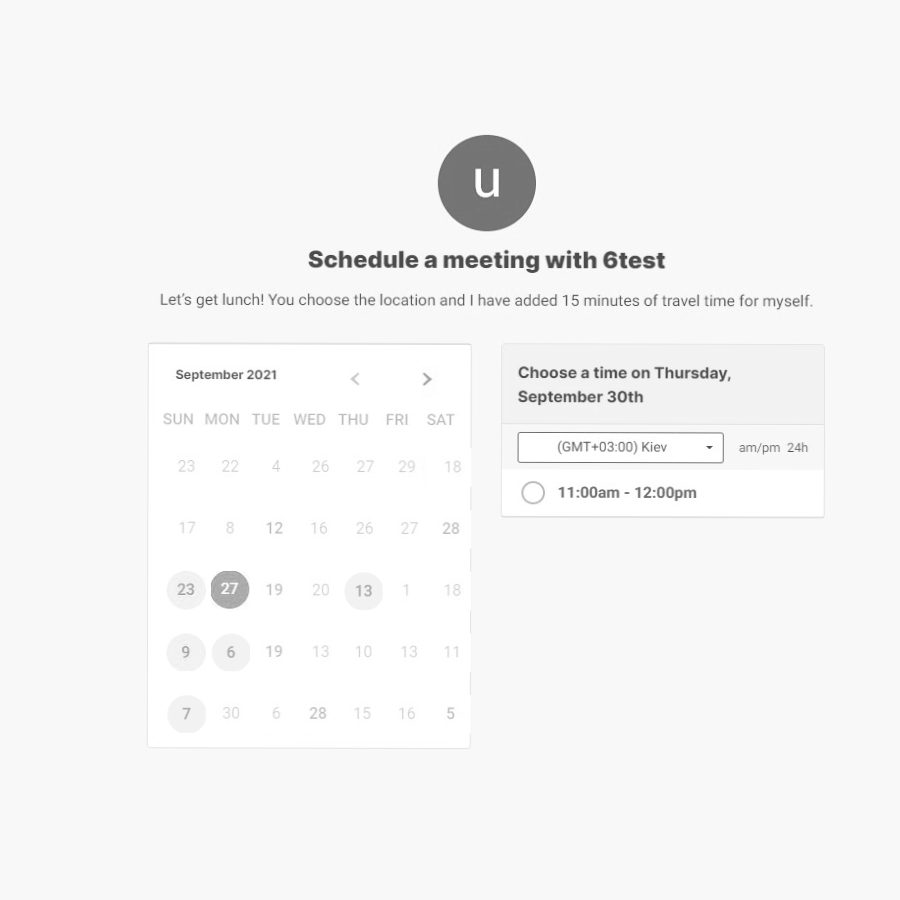 u
Schedule a meeting with 6test
Let's get lunch! You choose the location and I have added 15 minutes of travel time for myself.
September 2021
SUN MON TUE WED THU FRI SAT
23 22 4 26 27 29 18
17 8 12 16 26 27 28
23 27 19 20 13 1 18
9 6 19 13 10 13 11
7 30 6 28 15 16 5
Choose a time on Thursday,
September 30th
(GMT+03:00) Kiev am/pm 24h
11:00am - 12:00pm